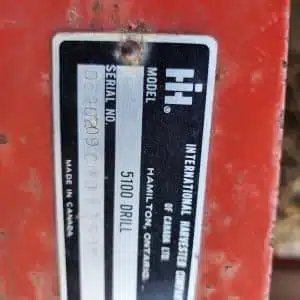 IH®
INTERNATIONAL HARVESTER COMPANY
OF CANADA LTD.
HAMILTON, ONTARIO
MODEL
5100 DRILL
SERIAL NO.
MADE IN CANADA